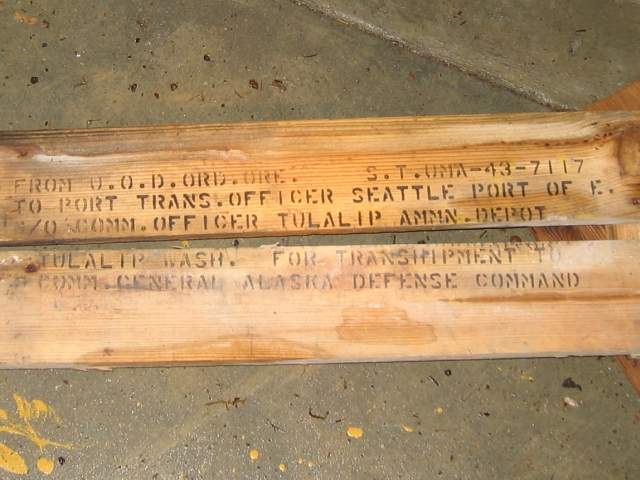 FROM U.O.D.ORD.ORE. S.T.UMA-43-7117
TO PORT TRANS.OFFICER SEATTLE PORT OF E.
C/O COMM.OFFICER TULALIP AMMN.DEPOT
TULALIP WASH. FOR TRANSHIPMENT TO
COMM.GENERAL ALASKA DEFENSE COMMAND